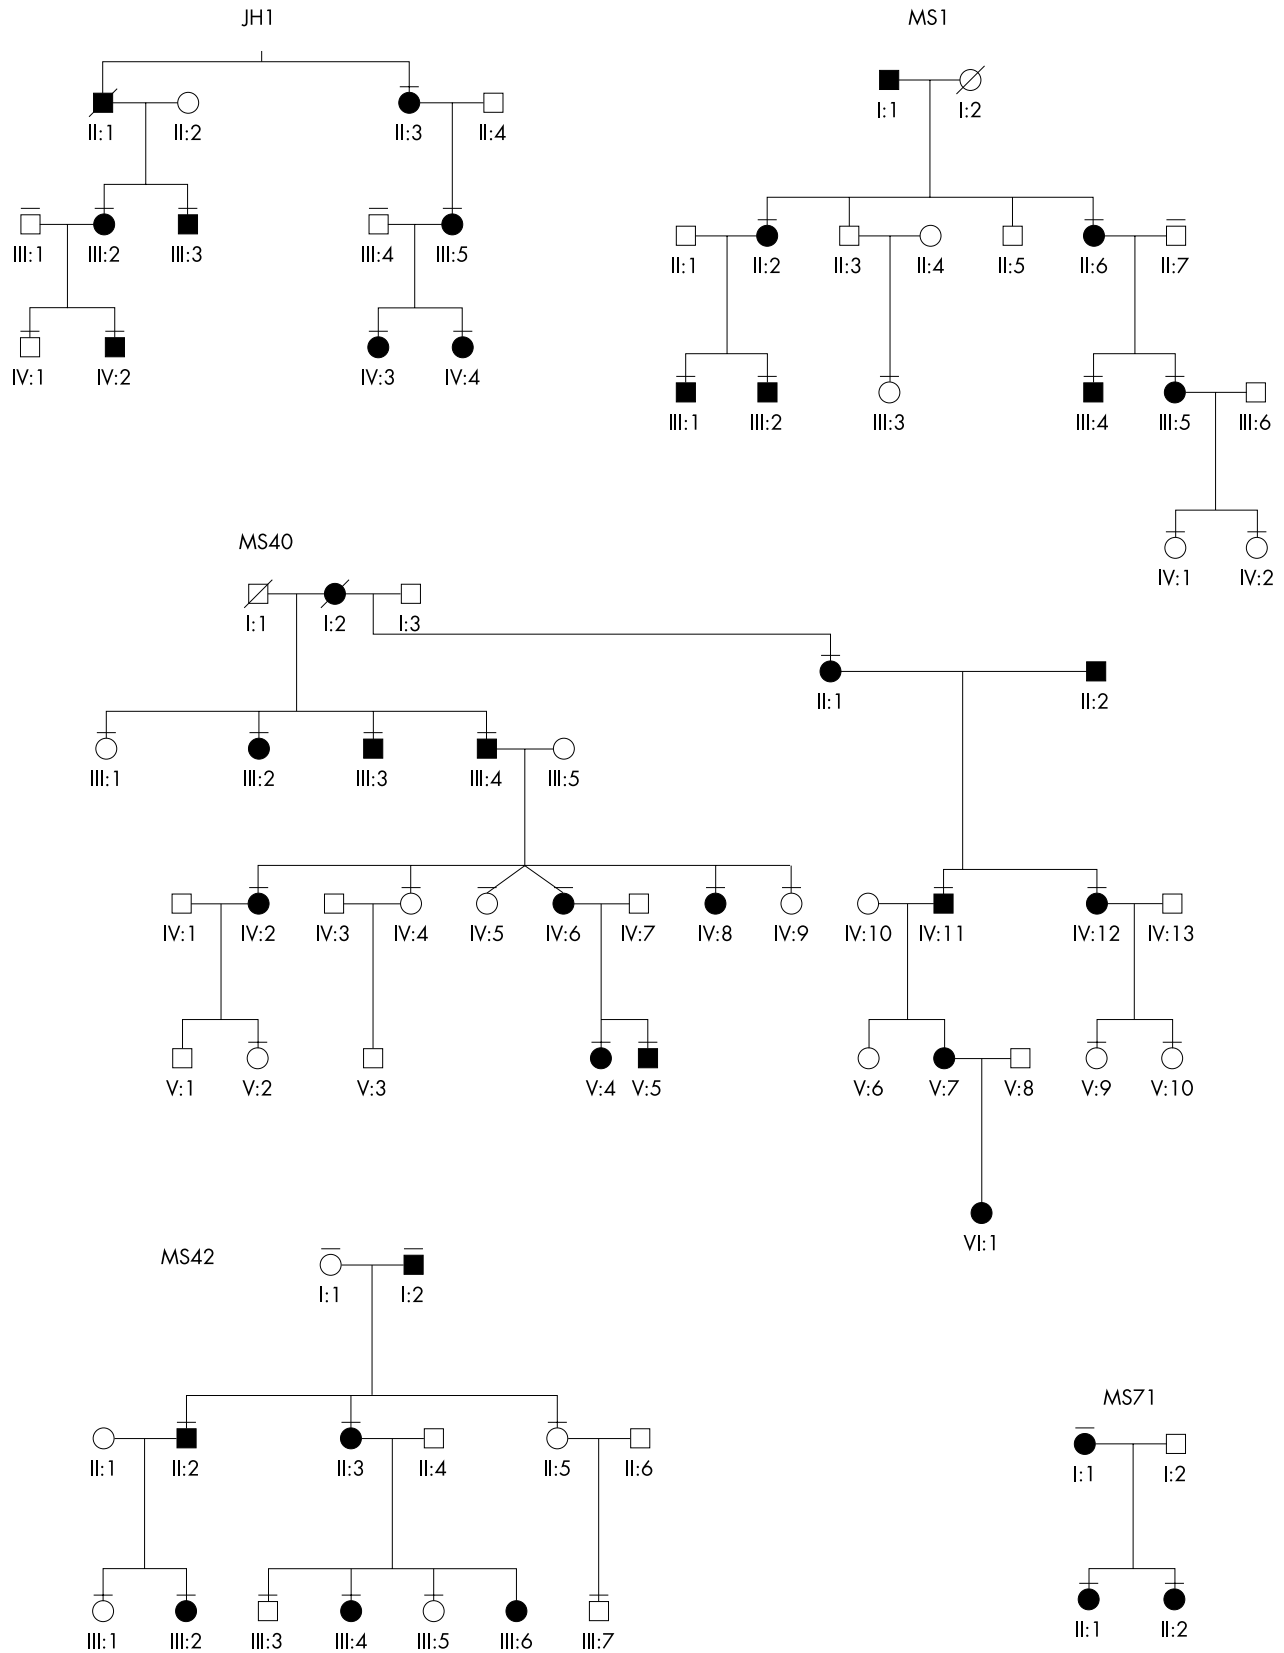 JH1
II:1 II:2 II:3 II:4
III:1 III:2 III:3 III:4 III:5
IV:1 IV:2 IV:3 IV:4
MS1
I:1 I:2
II:1 II:2 II:3 II:4 II:5 II:6 II:7
III:1 III:2 III:3 III:4 III:5 III:6
IV:1 IV:2
MS40
I:1 I:2 I:3
II:1 II:2
III:1 III:2 III:3 III:4 III:5
IV:1 IV:2 IV:3 IV:4 IV:5 IV:6 IV:7 IV:8 IV:9 IV:10 IV:11 IV:12 IV:13
V:1 V:2 V:3 V:4 V:5 V:6 V:7 V:8 V:9 V:10
VI:1
MS42
I:1 I:2
II:1 II:2 II:3 II:4 II:5 II:6
III:1 III:2 III:3 III:4 III:5 III:6 III:7
MS71
I:1 I:2
II:1 II:2